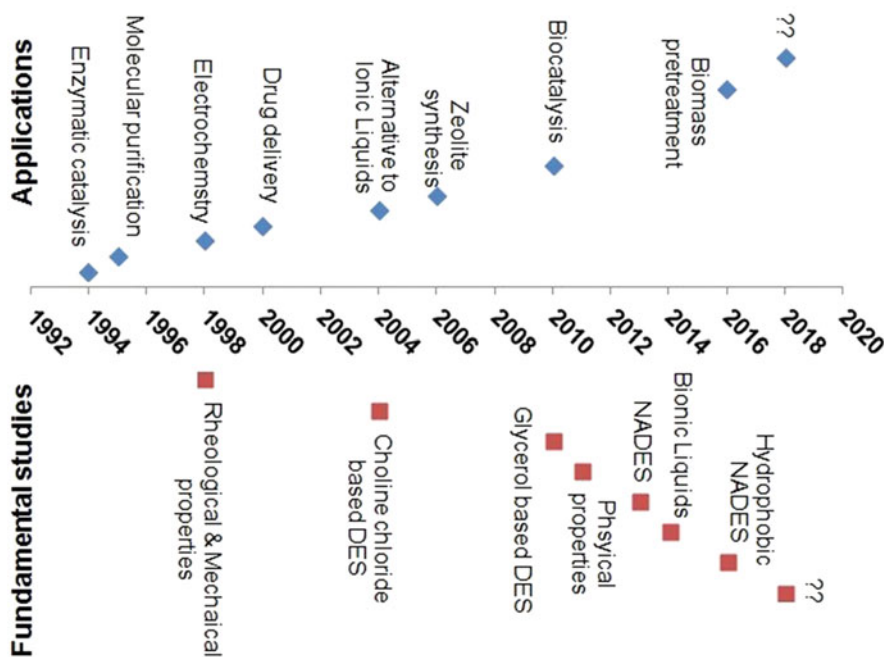 Applications
Enzymatic catalysis
Molecular purification
Electrochemstry
Drug delivery
Alternative to
Ionic Liquids
Zeolite
synthesis
Biocatalysis
Biomass
pretreatment
??
1992
1994
1996
1998
2000
2002
2004
2006
2008
2010
2012
2014
2016
2018
2020
Fundamental studies
Rheological & Mechaical
properties
Choline chloride
based DES
Glycerol based DES
Phsyical
properties
NADES
Bionic Liquids
Hydrophobic
NADES
??